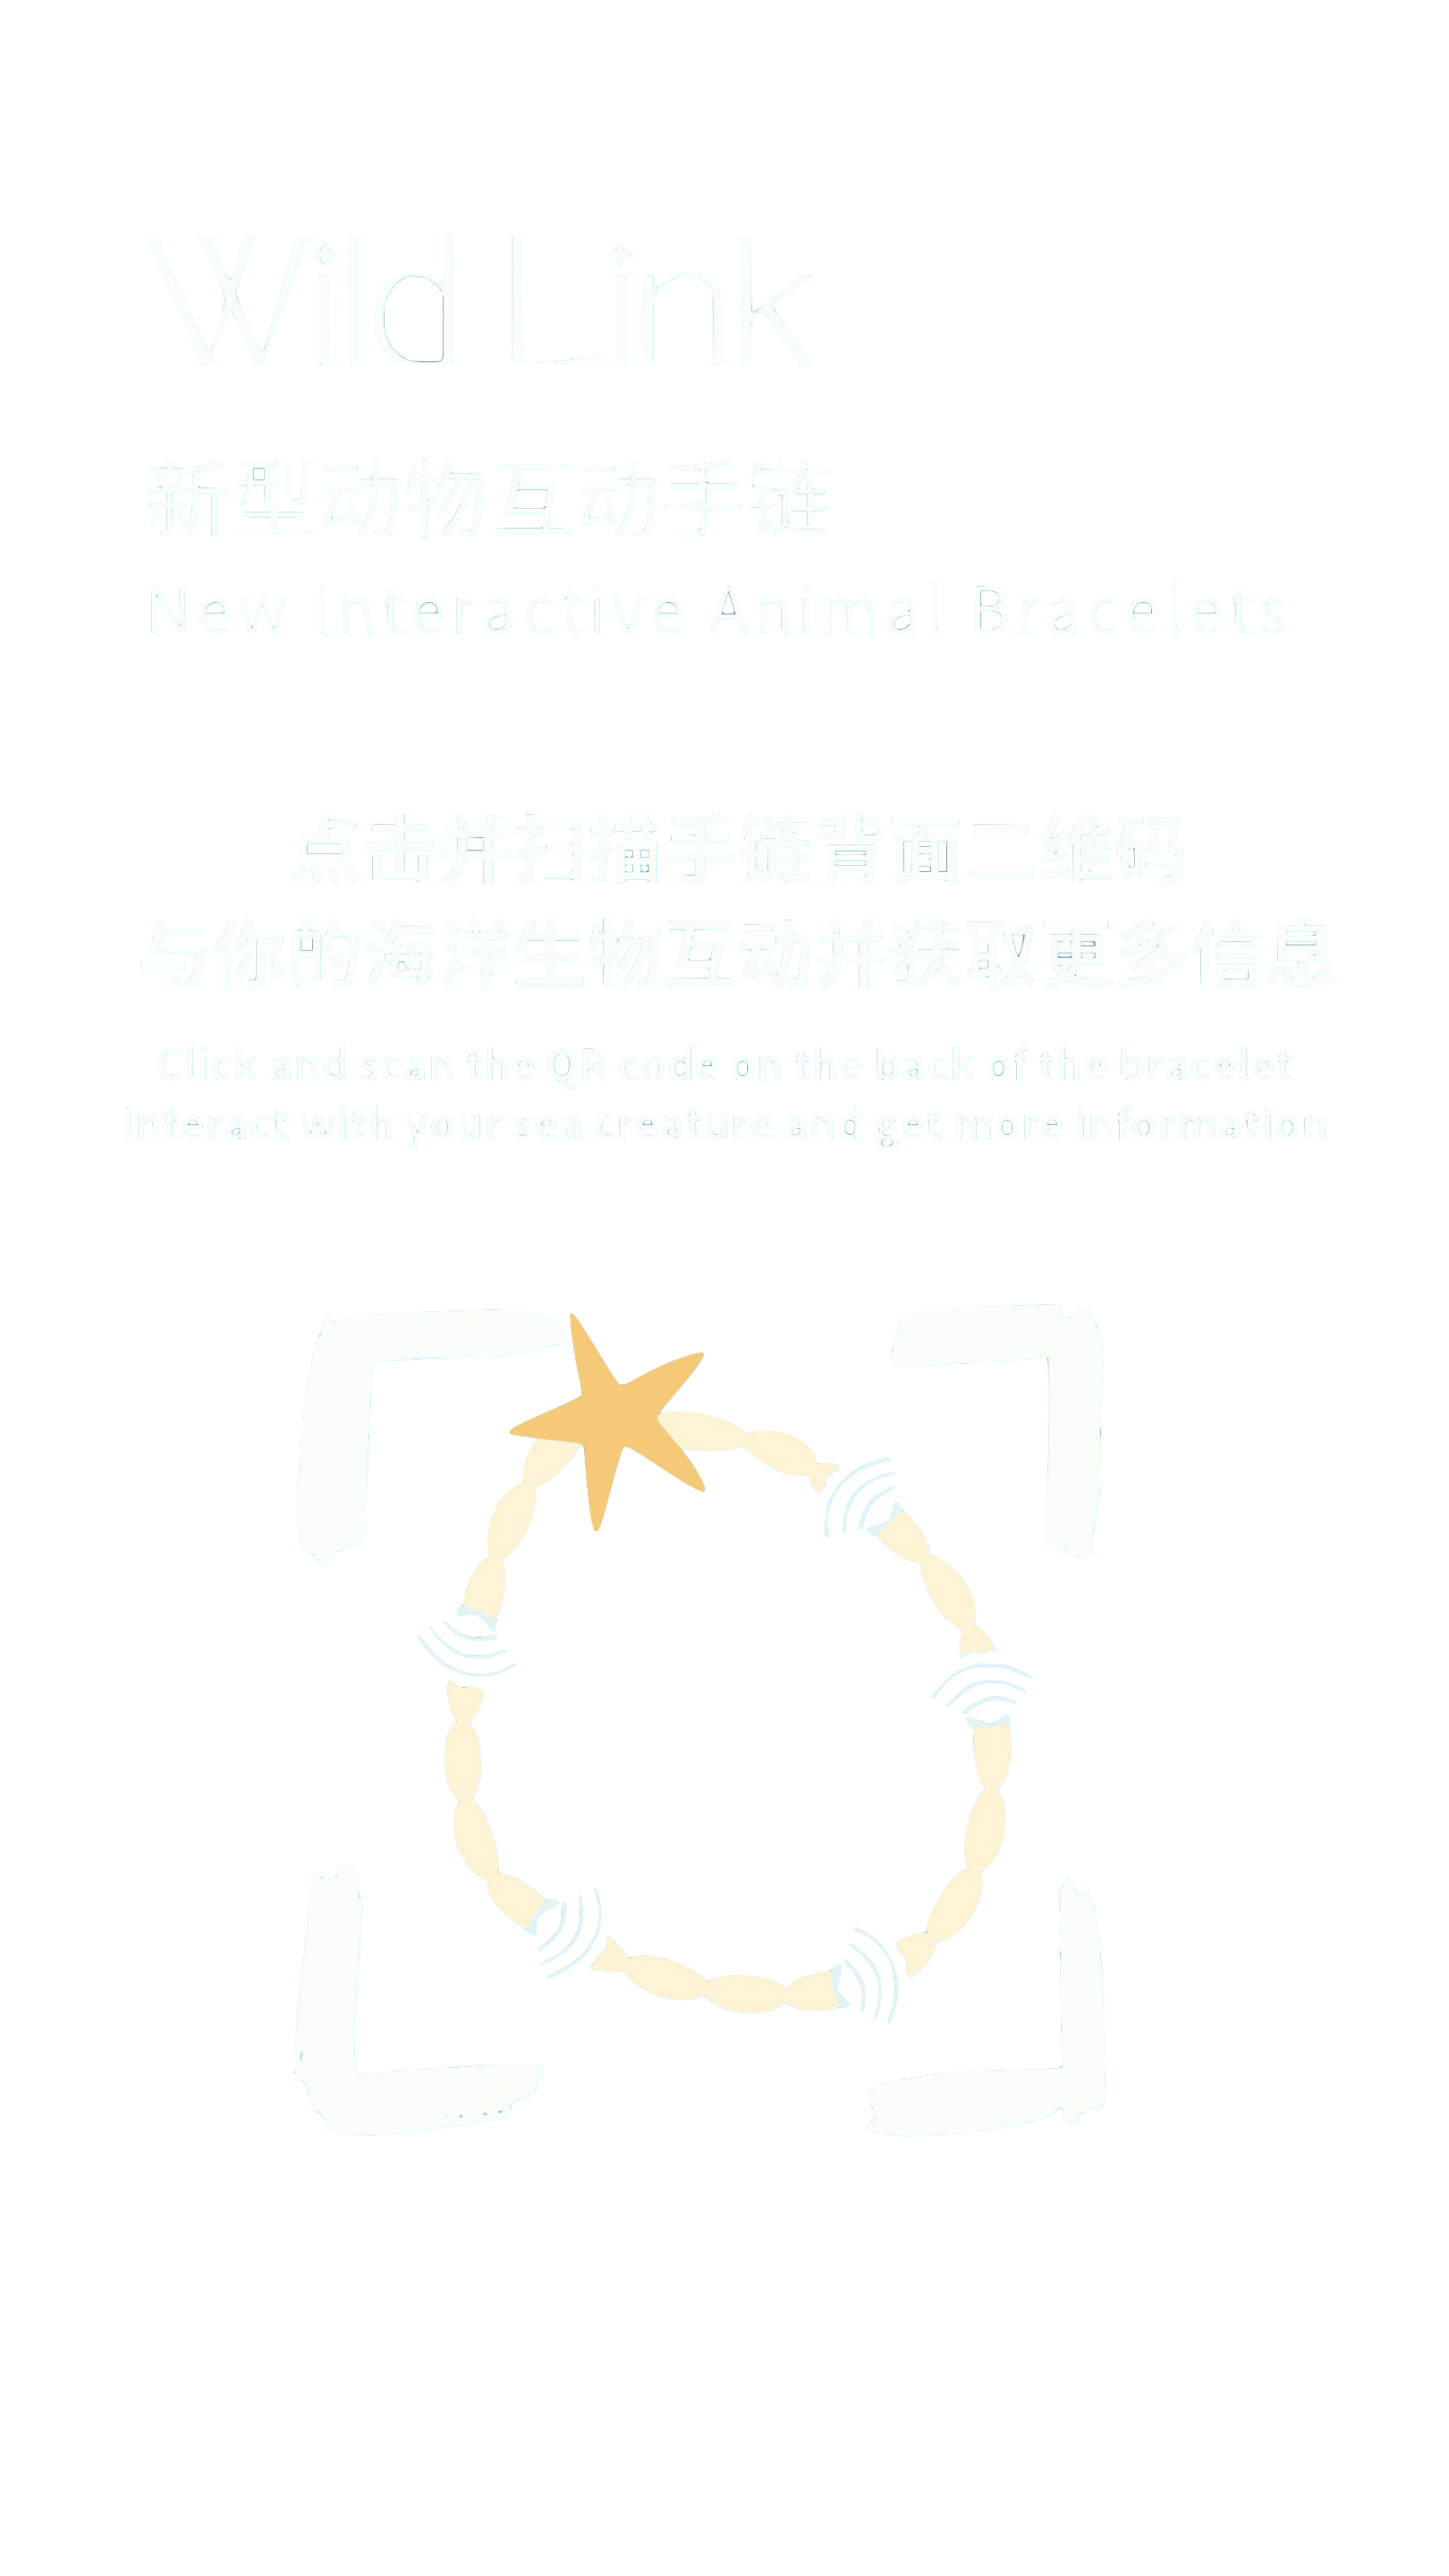 Wild Link
新型动物互动手链
New Interactive Animal Bracelets
点击并扫描手链背面二维码
与你的海洋生物互动并获取更多信息
Click and scan the QR code on the back of the bracelet
Interact with your sea creature and get more information